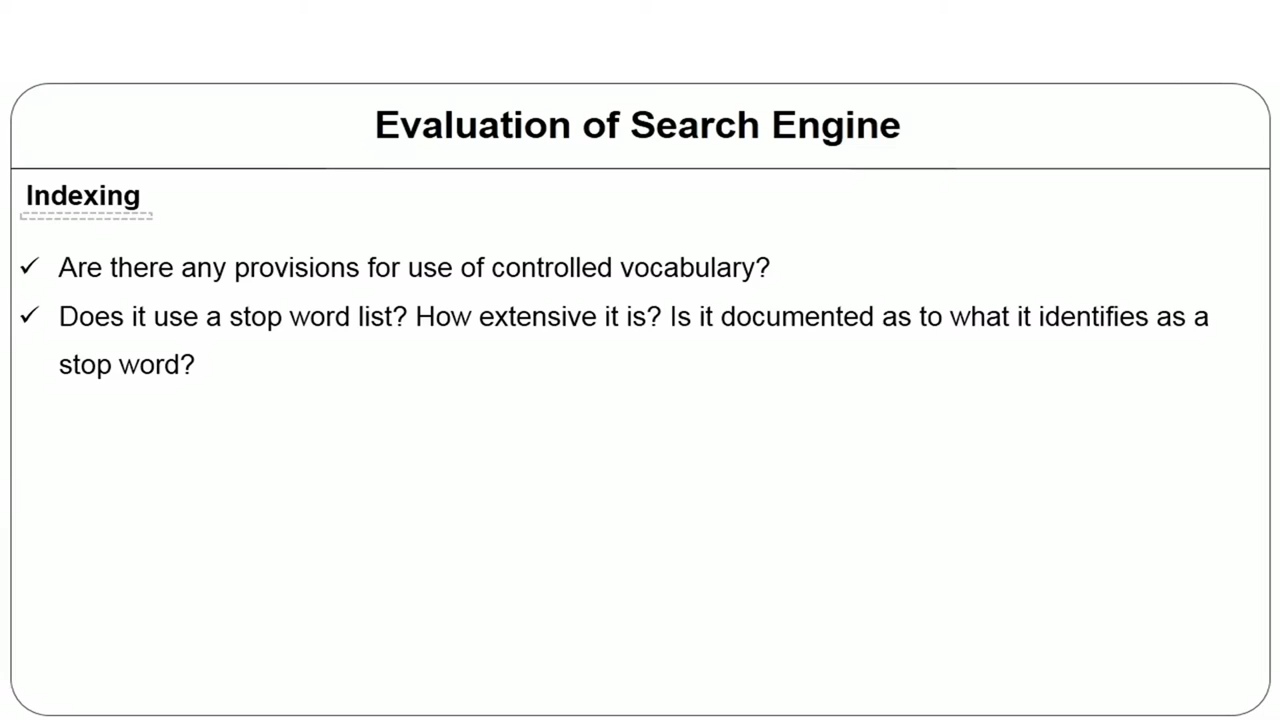 Evaluation of Search Engine
Indexing
✓ Are there any provisions for use of controlled vocabulary?
✓ Does it use a stop word list? How extensive it is? Is it documented as to what it identifies as a
stop word?